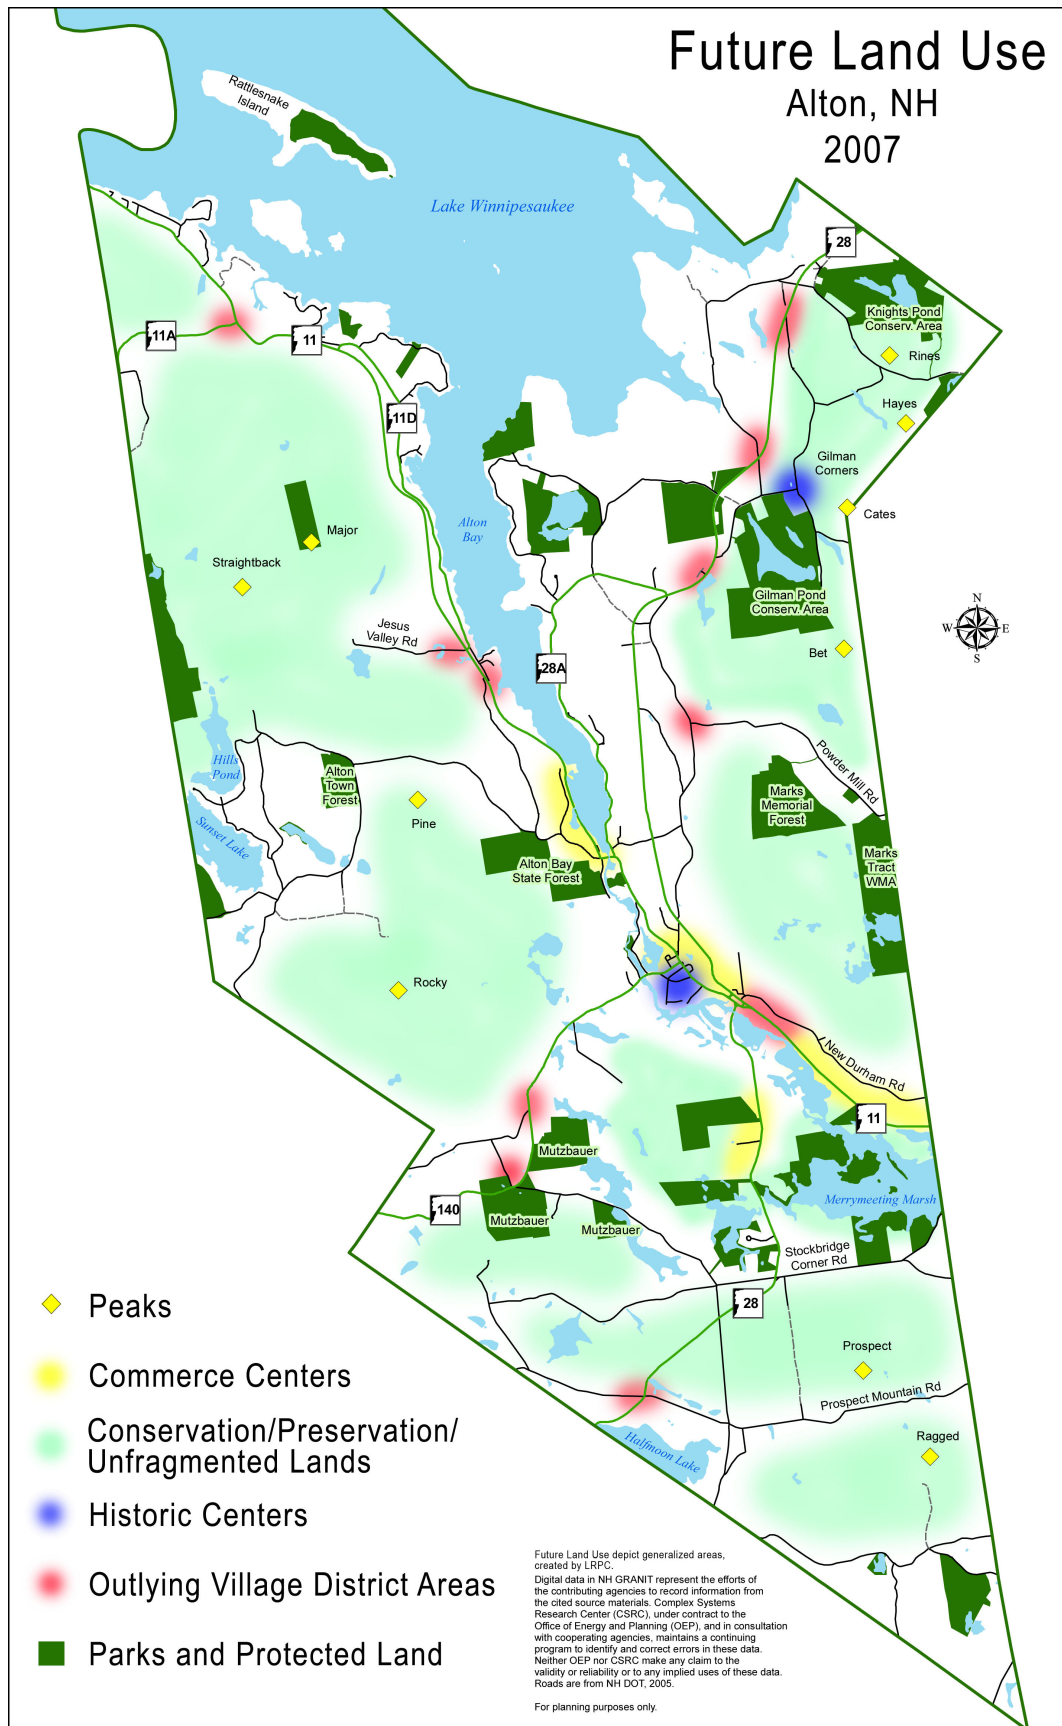 Future Land Use
Alton, NH
2007
Rattlesnake
Island
Lake Winnipesaukee
28
Knights Pond
Conserv. Area
Rines
11A
11
Hayes
11D
Gilman
Corners
Cates
Alton
Bay
Major
Straightback
Gilman Pond
Conserv. Area
N
W
E
S
Jesus
Valley Rd
Bet
28A
Powder Mill Rd
Hills
Pond
Alton
Town
Forest
Marks
Memorial
Forest
Pine
Sunset Lake
Alton Bay
State Forest
Marks
Tract
WMA
Rocky
New Durham Rd
11
Mutzbauer
Merrymeeting Marsh
140
Mutzbauer
Mutzbauer
Stockbridge
Corner Rd
28
Prospect
Prospect Mountain Rd
Halfmoon Lake
Ragged
Peaks
Commerce Centers
Conservation/Preservation/
Unfragmented Lands
Historic Centers
Outlying Village District Areas
Parks and Protected Land
Future Land Use depict generalized areas,
created by LRPC.
Digital data in NH GRANIT represent the efforts of
the contributing agencies to record information from
the cited source materials. Complex Systems
Research Center (CSRC), under contract to the
Office of Energy and Planning (OEP), and in consultation
with cooperating agencies, maintains a continuing
program to identify and correct errors in these data.
Neither OEP nor CSRC make any claim to the
validity or reliability or to any implied uses of these data.
Roads are from NH DOT, 2005.
For planning purposes only.